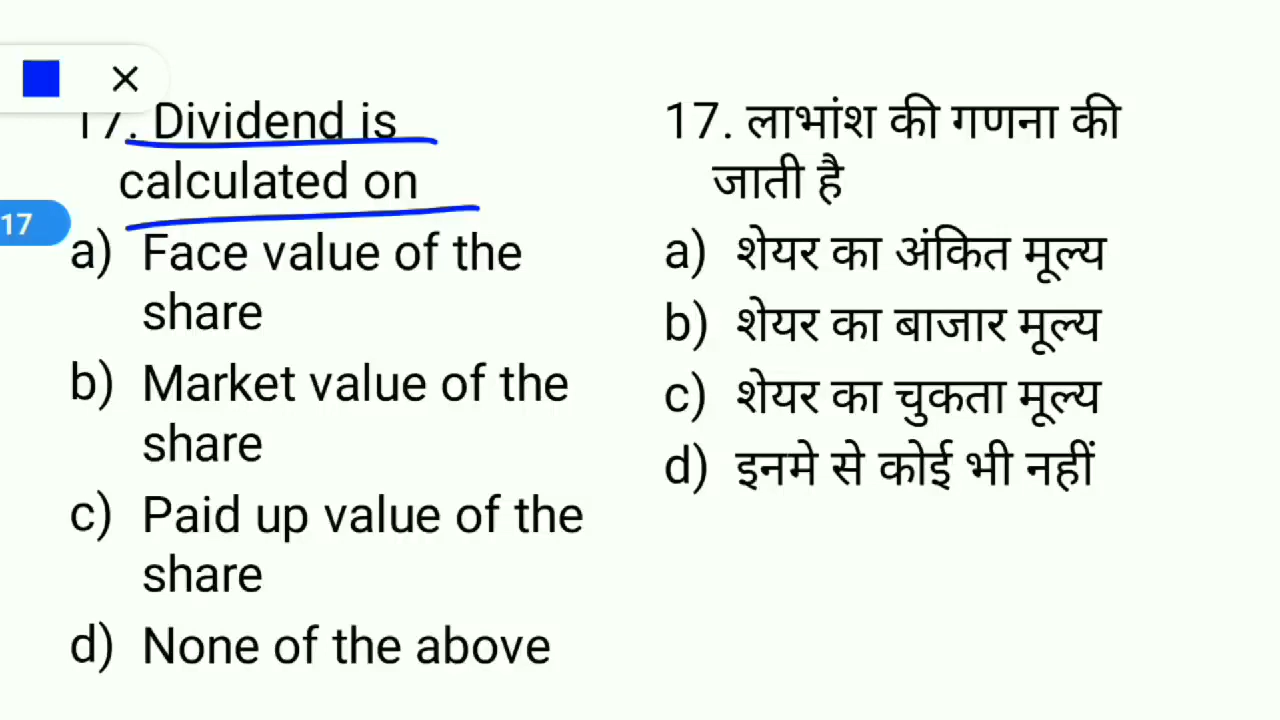 17. Dividend is
calculated on
17
a) Face value of the
share
b) Market value of the
share
c) Paid up value of the
share
d) None of the above
17. लाभांश की गणना की
जाती है
a) शेयर का अंकित मूल्य
b) शेयर का बाजार मूल्य
c) शेयर का चुकता मूल्य
d) इनमे से कोई भी नहीं